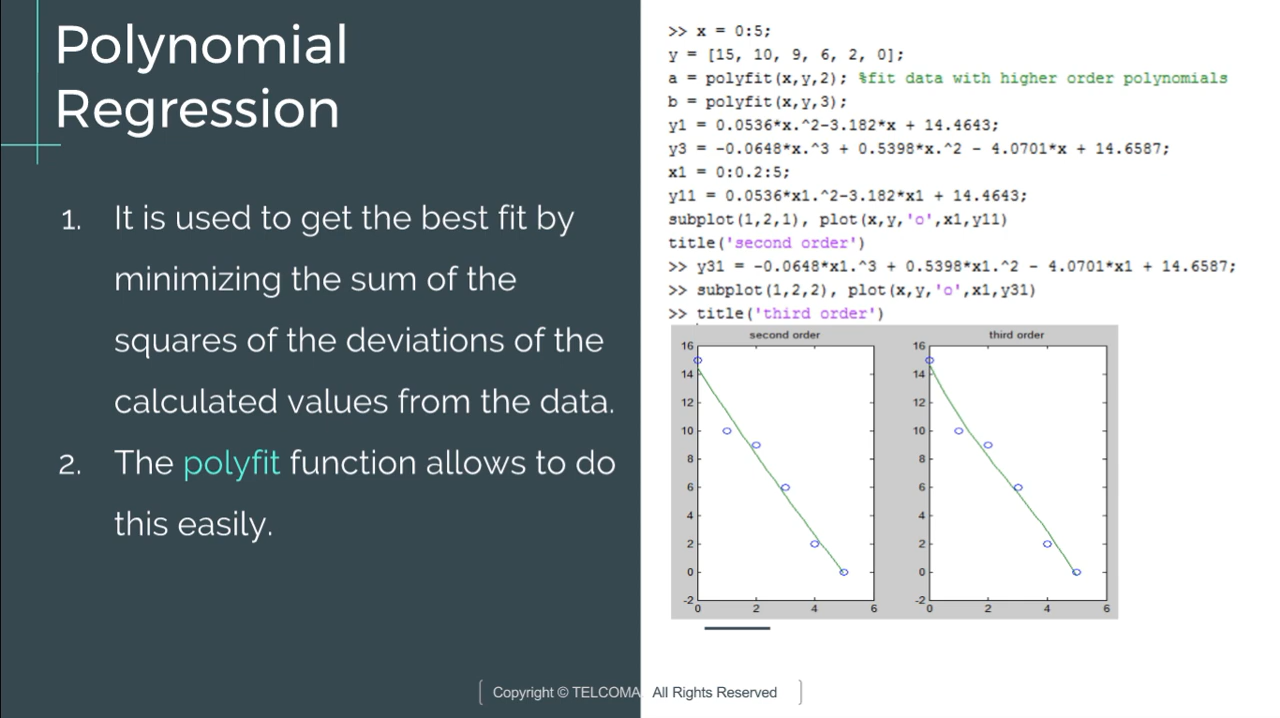 Polynomial
Regression
1. It is used to get the best fit by
minimizing the sum of the
squares of the deviations of the
calculated values from the data.
2. The polyfit function allows to do
this easily.
>> x = 0:5;
y = [15, 10, 9, 6, 2, 0];
a = polyfit(x,y,2); %fit data with higher order polynomials
b = polyfit(x,y,3);
y1 = 0.0536*x.^2-3.182*x + 14.4643;
y3 = -0.0648*x.^3 + 0.5398*x.^2 - 4.0701*x + 14.6587;
x1 = 0:0.2:5;
y11 = 0.0536*x1.^2-3.182*x1 + 14.4643;
subplot(1,2,1), plot(x,y,'o',x1,y11)
title('second order')
>> y31 = -0.0648*x1.^3 + 0.5398*x1.^2 - 4.0701*x1 + 14.6587;
>> subplot(1,2,2), plot(x,y,'o',x1,y31)
>> title('third order')
second order
16
14
12
10
8
6
4
2
0
-2
0 2 4 6
third order
16
14
12
10
8
6
4
2
0
-2
0 2 4 6
Copyright © TELCOMA All Rights Reserved